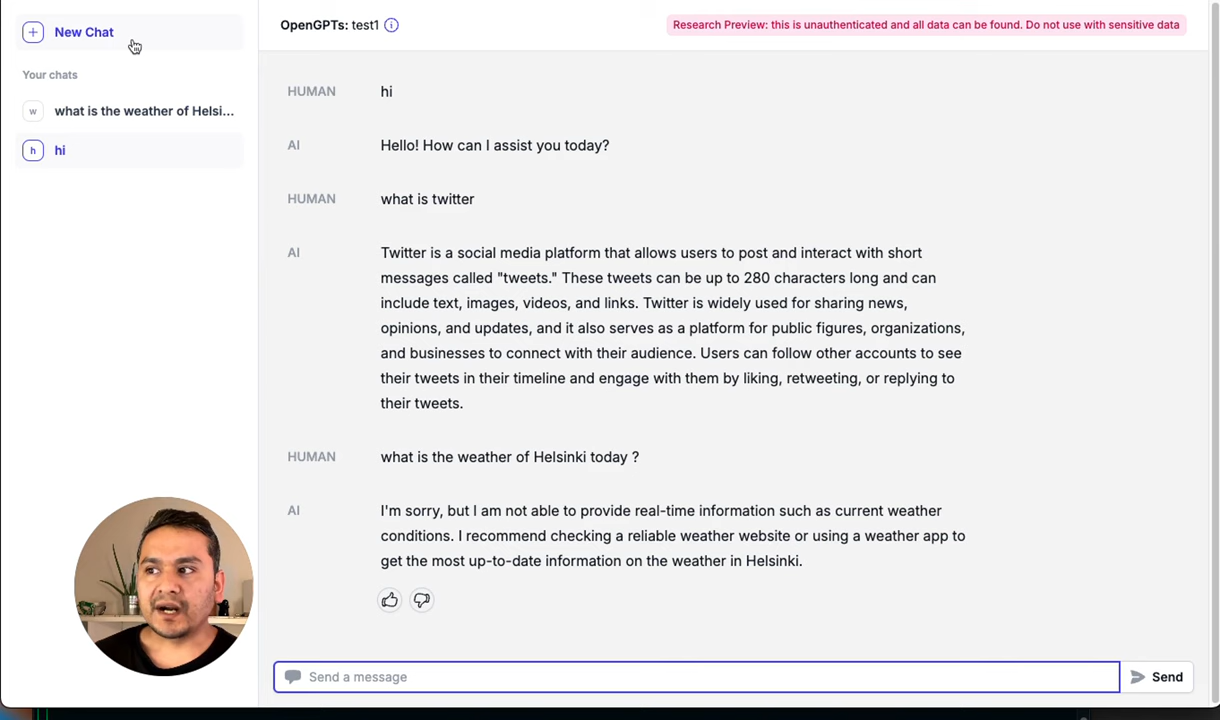 New Chat
Your chats
w what is the weather of Helsi...
h hi
OpenGPTs: test1
Research Preview: this is unauthenticated and all data can be found. Do not use with sensitive data
HUMAN hi
AI Hello! How can I assist you today?
HUMAN what is twitter
AI Twitter is a social media platform that allows users to post and interact with short
messages called "tweets." These tweets can be up to 280 characters long and can
include text, images, videos, and links. Twitter is widely used for sharing news,
opinions, and updates, and it also serves as a platform for public figures, organizations,
and businesses to connect with their audience. Users can follow other accounts to see
their tweets in their timeline and engage with them by liking, retweeting, or replying to
their tweets.
HUMAN what is the weather of Helsinki today ?
AI I'm sorry, but I am not able to provide real-time information such as current weather
conditions. I recommend checking a reliable weather website or using a weather app to
get the most up-to-date information on the weather in Helsinki.
Send a message
Send